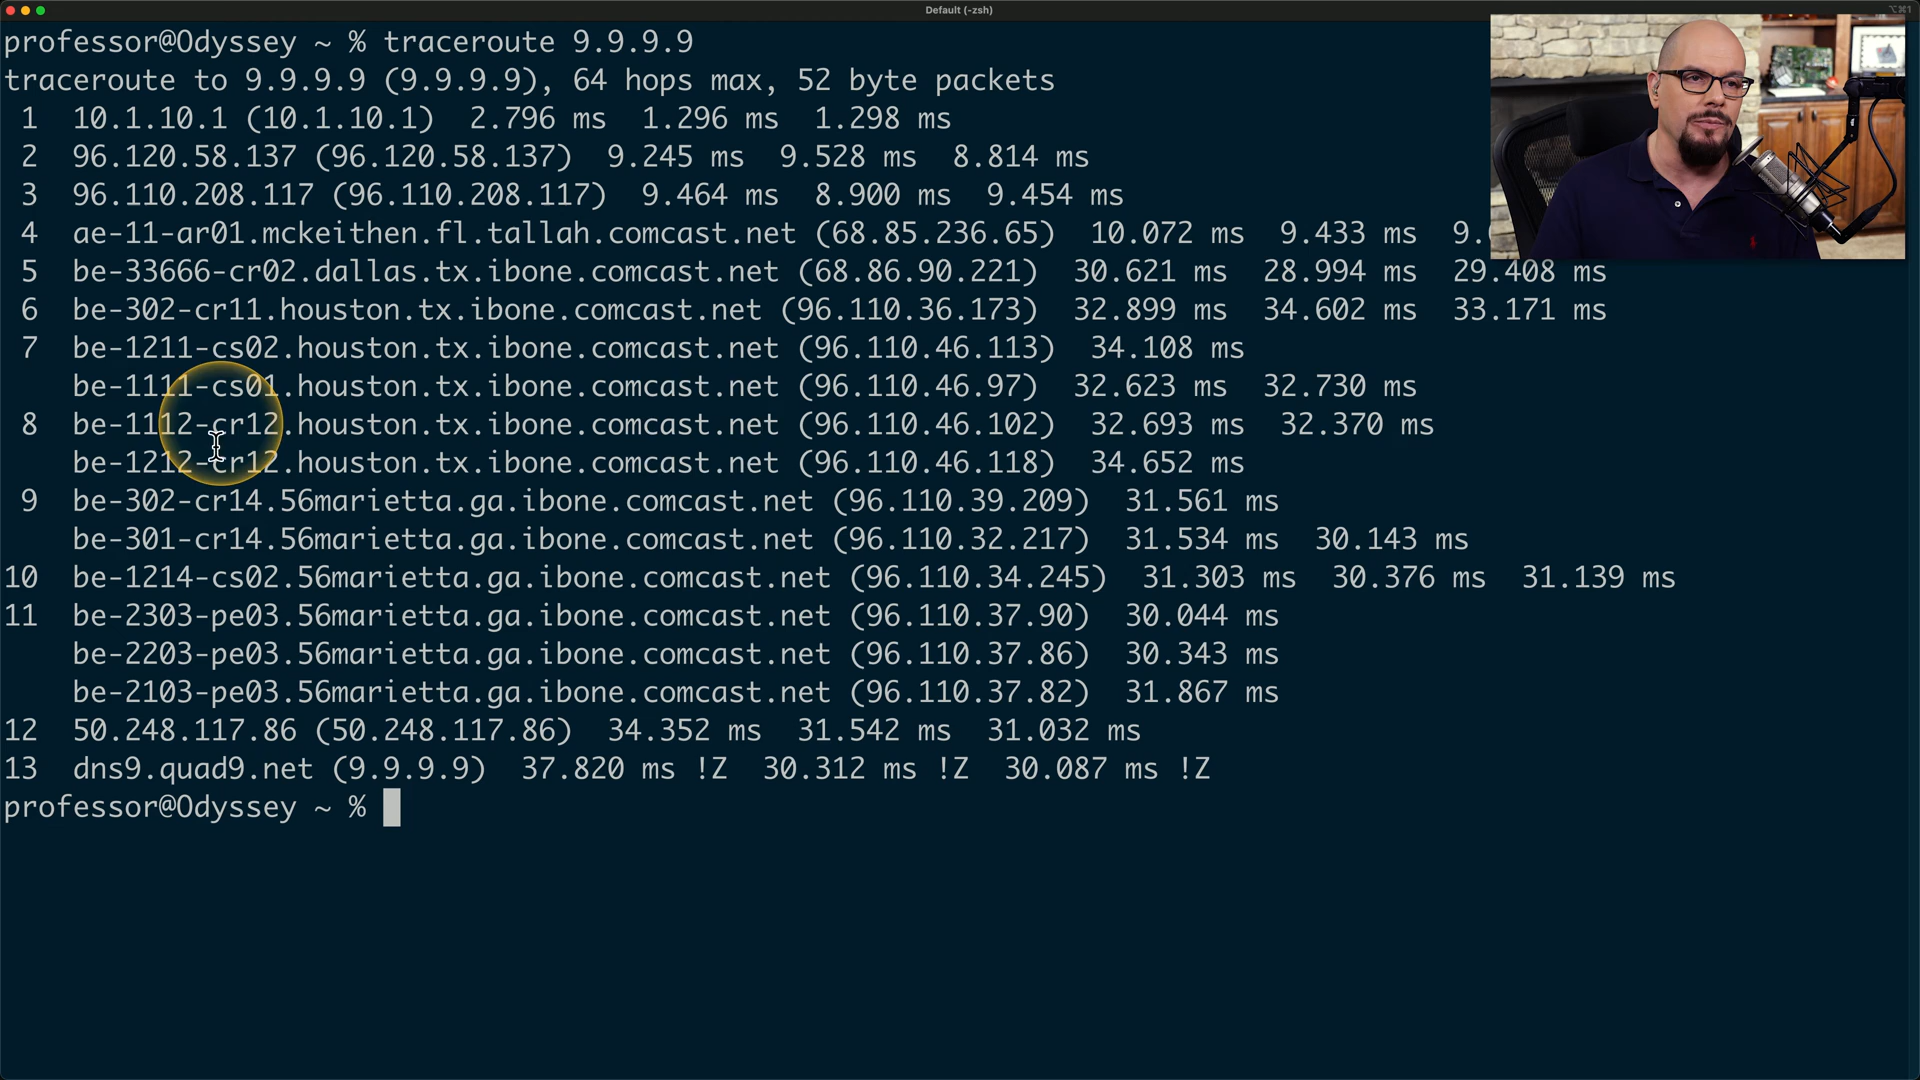 Default (-zsh)
⌥⌘1
professor@Odyssey ~ % traceroute 9.9.9.9
traceroute to 9.9.9.9 (9.9.9.9), 64 hops max, 52 byte packets
1 10.1.10.1 (10.1.10.1) 2.796 ms 1.296 ms 1.298 ms
2 96.120.58.137 (96.120.58.137) 9.245 ms 9.528 ms 8.814 ms
3 96.110.208.117 (96.110.208.117) 9.464 ms 8.900 ms 9.454 ms
4 ae-11-ar01.mckeithen.fl.tallah.comcast.net (68.85.236.65) 10.072 ms 9.433 ms 9.0
5 be-33666-cr02.dallas.tx.ibone.comcast.net (68.86.90.221) 30.621 ms 28.994 ms 29.408 ms
6 be-302-cr11.houston.tx.ibone.comcast.net (96.110.36.173) 32.899 ms 34.602 ms 33.171 ms
7 be-1211-cs02.houston.tx.ibone.comcast.net (96.110.46.113) 34.108 ms
be-1111-cs01.houston.tx.ibone.comcast.net (96.110.46.97) 32.623 ms 32.730 ms
8 be-1112-cr12.houston.tx.ibone.comcast.net (96.110.46.102) 32.693 ms 32.370 ms
be-1212-cr12.houston.tx.ibone.comcast.net (96.110.46.118) 34.652 ms
9 be-302-cr14.56marietta.ga.ibone.comcast.net (96.110.39.209) 31.561 ms
be-301-cr14.56marietta.ga.ibone.comcast.net (96.110.32.217) 31.534 ms 30.143 ms
10 be-1214-cs02.56marietta.ga.ibone.comcast.net (96.110.34.245) 31.303 ms 30.376 ms 31.139 ms
11 be-2303-pe03.56marietta.ga.ibone.comcast.net (96.110.37.90) 30.044 ms
be-2203-pe03.56marietta.ga.ibone.comcast.net (96.110.37.86) 30.343 ms
be-2103-pe03.56marietta.ga.ibone.comcast.net (96.110.37.82) 31.867 ms
12 50.248.117.86 (50.248.117.86) 34.352 ms 31.542 ms 31.032 ms
13 dns9.quad9.net (9.9.9.9) 37.820 ms !Z 30.312 ms !Z 30.087 ms !Z
professor@Odyssey ~ %